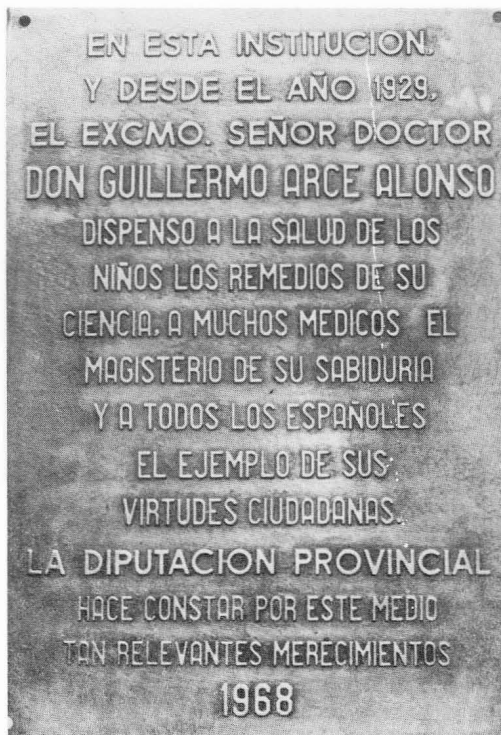 EN ESTA INSTITUCION,
Y DESDE EL AÑO 1929,
EL EXCMO. SEÑOR DOCTOR
DON GUILLERMO ARCE ALONSO
DISPENSO A LA SALUD DE LOS
NIÑOS LOS REMEDIOS DE SU
CIENCIA, A MUCHOS MEDICOS EL
MAGISTERIO DE SU SABIDURIA
Y A TODOS LOS ESPAÑOLES
EL EJEMPLO DE SUS
VIRTUDES CIUDADANAS.
LA DIPUTACION PROVINCIAL
HACE CONSTAR POR ESTE MEDIO
TAN RELEVANTES MERECIMIENTOS
1968